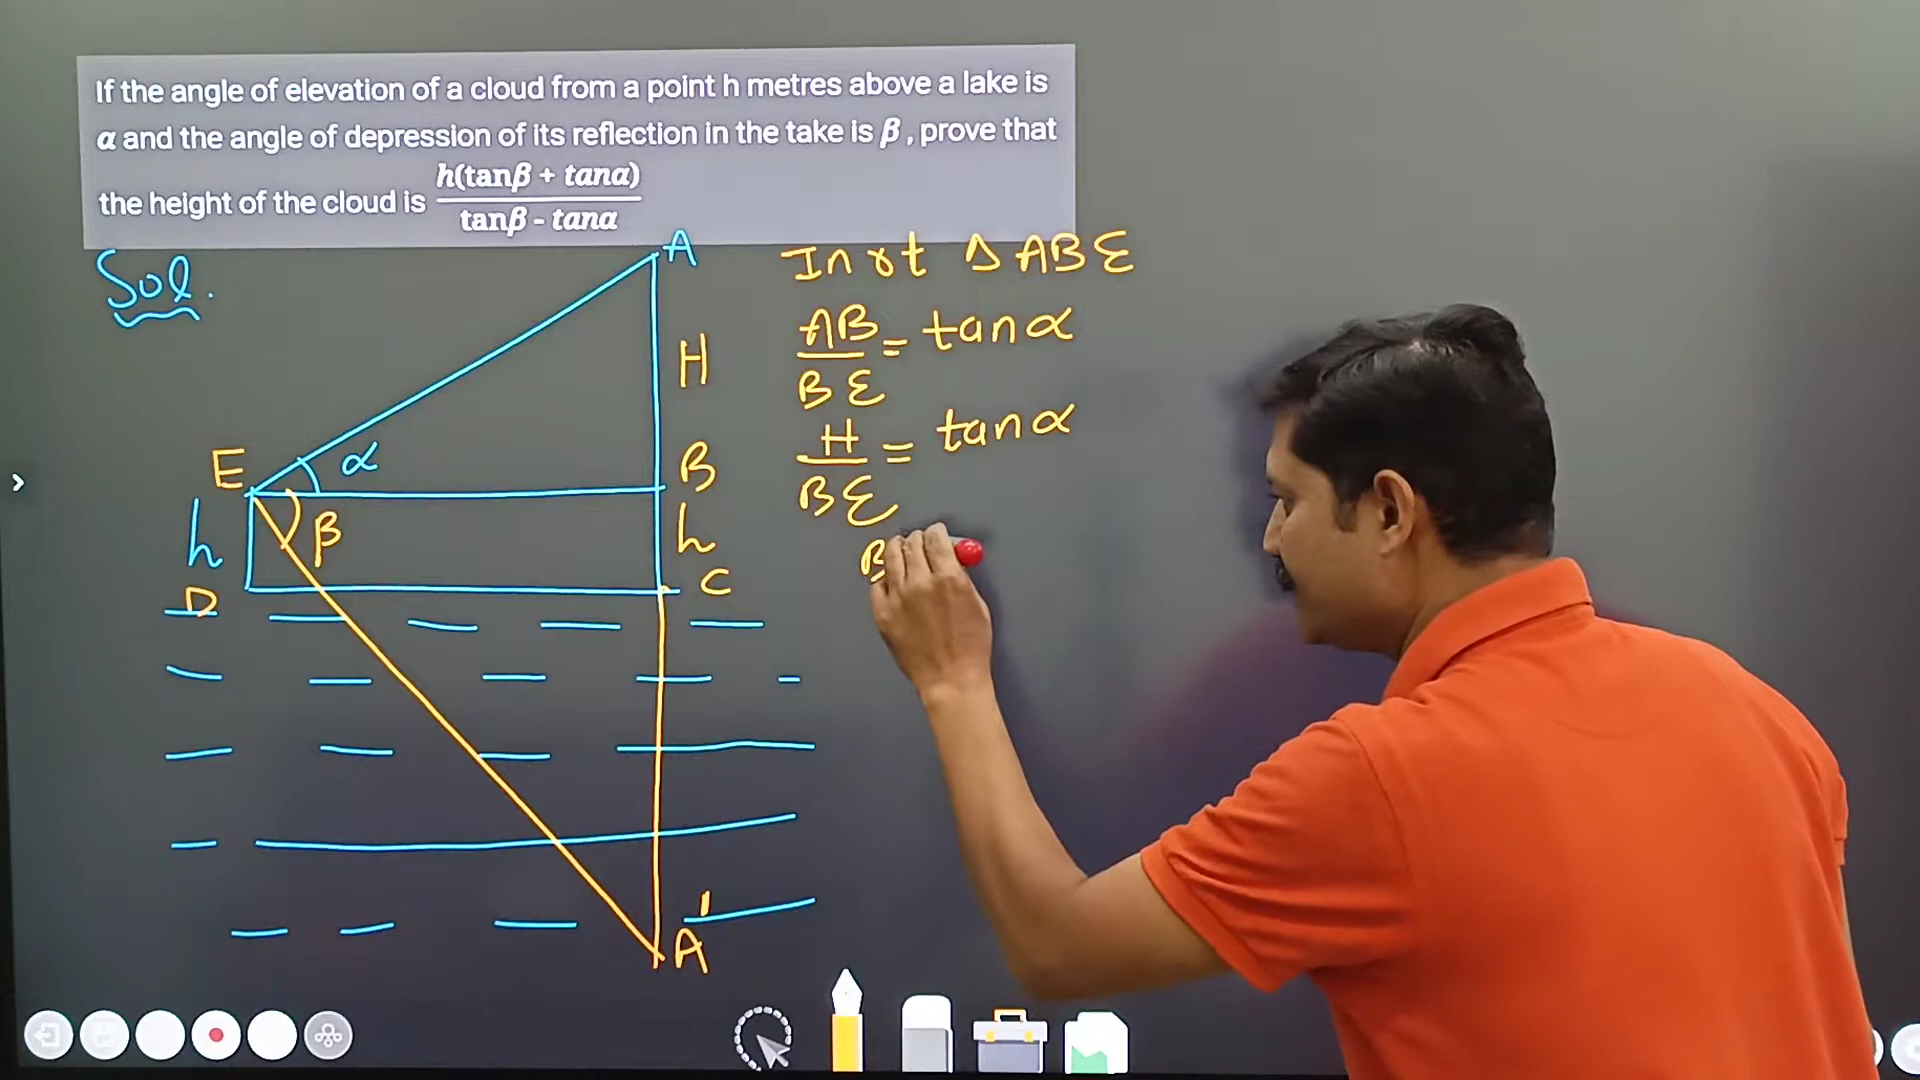 If the angle of elevation of a cloud from a point h metres above a lake is
α and the angle of depression of its reflection in the take is β , prove that
the height of the cloud is h(tanβ + tanα)
tanβ - tanα
Sol.
A
H
E
α
B
h
β
h
D
C
A'
In rt Δ ABE
AB = tanα
BE
H = tanα
BE
B